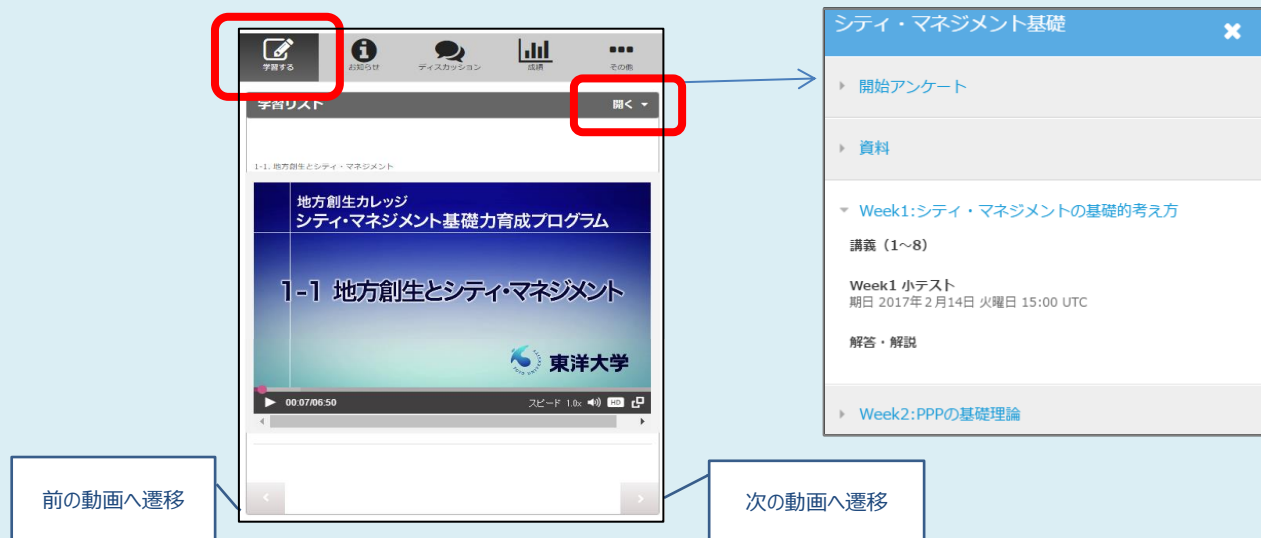 学習する
お知らせ
ディスカッション
成績
その他
学習リスト
開く
1-1. 地方創生とシティ・マネジメント
地方創生カレッジ
シティ・マネジメント基礎力育成プログラム
1-1 地方創生とシティ・マネジメント
東洋大学
00:07/06:50
スピード 1.0x
HD
前の動画へ遷移
次の動画へ遷移
シティ・マネジメント基礎
開始アンケート
資料
Week1:シティ・マネジメントの基礎的考え方
講義（1～8）
Week1 小テスト
期日 2017年2月14日 火曜日 15:00 UTC
解答・解説
Week2:PPPの基礎理論